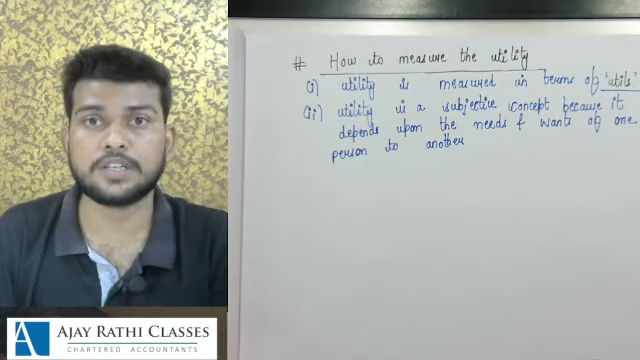 # How to measure the utility
(i) utility is measured in terms of 'utils'.
(ii) utility is a subjective concept because it
depends upon the needs & wants of one
person to another
AJAY RATHI CLASSES
CHARTERED ACCOUNTANTS